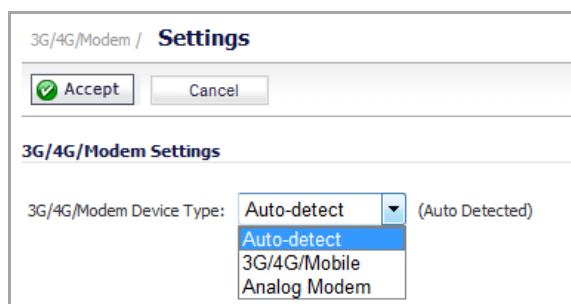 3G/4G/Modem / Settings
Accept Cancel
3G/4G/Modem Settings
3G/4G/Modem Device Type: Auto-detect (Auto Detected)
Auto-detect
3G/4G/Mobile
Analog Modem